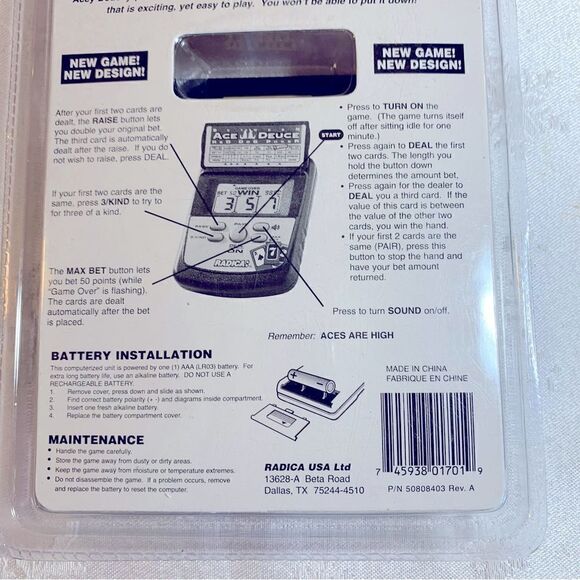 that is exciting, yet easy to play. You won't be able to put it down!
NEW GAME!
NEW DESIGN!
NEW GAME!
NEW DESIGN!
After your first two cards are
dealt, the RAISE button lets
you double your original bet.
The third card is automatically
dealt after the raise. If you do
not wish to raise, press DEAL.
If your first two cards are the
same, press 3/KIND to try to
for three of a kind.
The MAX BET button lets
you bet 50 points (while
"Game Over" is flashing).
The cards are dealt
automatically after the bet
is placed.
ACE DEUCE
GAME OVER
BET 50 WIN
3 5 7
RADICA
START
• Press to TURN ON the
game. (The game turns itself
off after sitting idle for one
minute.)
• Press again to DEAL the first
two cards. The length you
hold the button down
determines the amount bet,
• Press again for the dealer to
DEAL you a third card. If the
value of this card is between
the value of the other two
cards, you win the hand.
• If your first 2 cards are the
same (PAIR), press this
button to stop the hand and
have your bet amount
returned.
Press to turn SOUND on/off.
Remember: ACES ARE HIGH
BATTERY INSTALLATION
This computerized unit is powered by one (1) AAA (LR03) battery. For
extra long battery life, use an alkaline battery. DO NOT USE A
RECHARGEABLE BATTERY.
1. Remove cover, press down and slide as shown.
2. Find correct battery polarity (+ -) and diagrams inside compartment.
3. Insert one fresh alkaline battery.
4. Replace the battery compartment cover.
MAINTENANCE
• Handle the game carefully.
• Store the game away from dusty or dirty areas.
• Keep the game away from moisture or temperature extremes.
• Do not disassemble the game. If a problem occurs, remove
and replace the battery to reset the computer.
RADICA USA Ltd
13628-A Beta Road
Dallas, TX 75244-4510
MADE IN CHINA
FABRIQUE EN CHINE
7 45938 01701 9
P/N 50808403 Rev. A